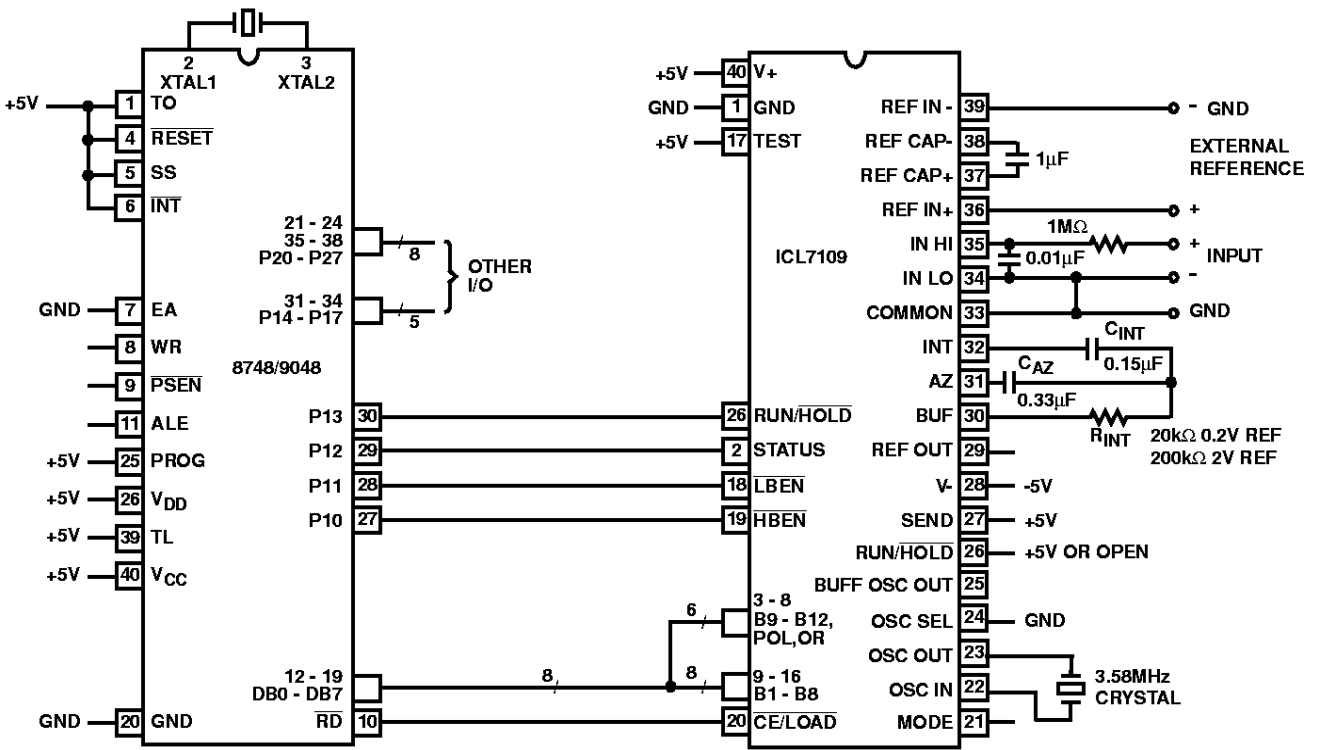 2
XTAL1
3
XTAL2
+5V
1 TO
4 RESET
5 SS
6 INT
21 - 24
35 - 38
P20 - P27
8
OTHER
I/O
31 - 34
P14 - P17
5
GND 7 EA
8 WR
8748/9048
9 PSEN
11 ALE
+5V 25 PROG
+5V 26 VDD
+5V 39 TL
+5V 40 VCC
P13 30
P12 29
P11 28
P10 27
12 - 19
DB0 - DB7
8
6
8
GND 20 GND
RD 10
+5V 40 V+
GND 1 GND
+5V 17 TEST
ICL7109
26 RUN/HOLD
2 STATUS
18 LBEN
19 HBEN
3 - 8
B9 - B12,
POL,OR
9 - 16
B1 - B8
20 CE/LOAD
REF IN - 39
- GND
REF CAP- 38
1µF
EXTERNAL
REFERENCE
REF CAP+ 37
REF IN+ 36
+
1MΩ
IN HI 35
+
0.01µF
INPUT
IN LO 34
-
COMMON 33
GND
INT 32
CINT
0.15µF
AZ 31
CAZ
0.33µF
BUF 30
RINT
20kΩ 0.2V REF
200kΩ 2V REF
REF OUT 29
V- 28 -5V
SEND 27 +5V
RUN/HOLD 26 +5V OR OPEN
BUFF OSC OUT 25
OSC SEL 24 GND
OSC OUT 23
OSC IN 22
3.58MHz
CRYSTAL
MODE 21